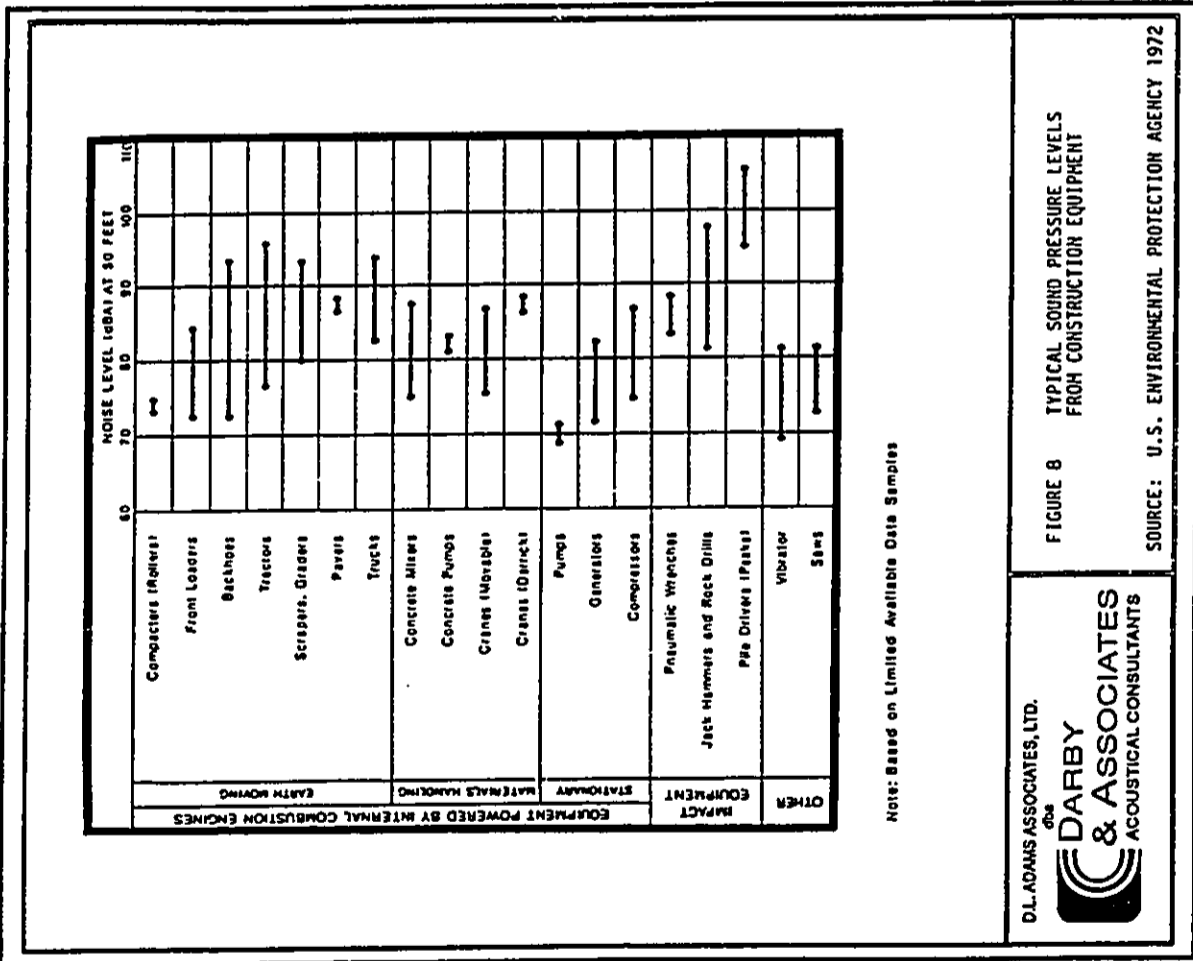 NOISE LEVEL (dBA) AT 50 FEET
60 70 80 90 100 110
EQUIPMENT POWERED BY INTERNAL COMBUSTION ENGINES
EARTH MOVING
Compacters (Rollers)
Front Loaders
Backhoes
Tractors
Scrapers, Graders
Pavers
Trucks
MATERIALS HANDLING
Concrete Mixers
Concrete Pumps
Cranes (Movable)
Cranes (Derrick)
STATIONARY
Pumps
Generators
Compressors
IMPACT EQUIPMENT
Pneumatic Wrenches
Jack Hammers and Rock Drills
Pile Drivers (Peaks)
OTHER
Vibrator
Saws
Note: Based on Limited Available Data Samples
D.L. ADAMS ASSOCIATES, LTD.
dba
DARBY
& ASSOCIATES
ACOUSTICAL CONSULTANTS
FIGURE 8 TYPICAL SOUND PRESSURE LEVELS
FROM CONSTRUCTION EQUIPMENT
SOURCE: U.S. ENVIRONMENTAL PROTECTION AGENCY 1972